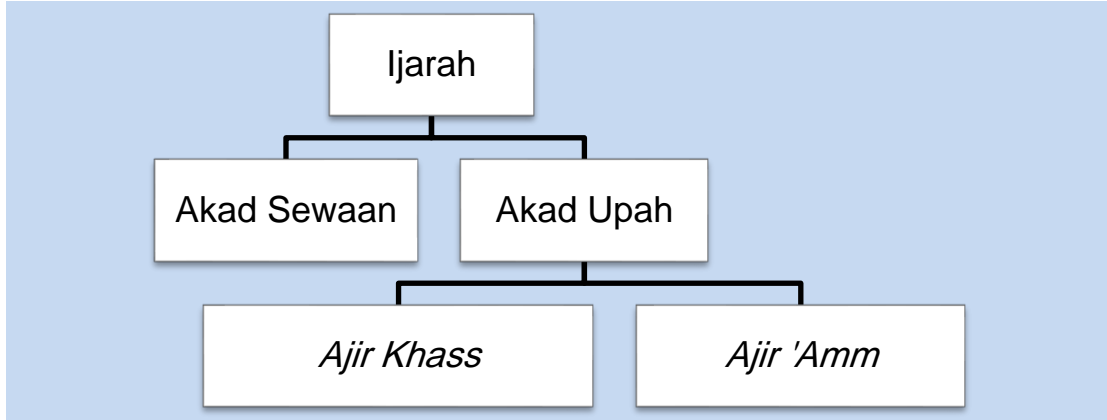 Ijarah
Akad Sewaan
Akad Upah
Ajir Khass
Ajir 'Amm